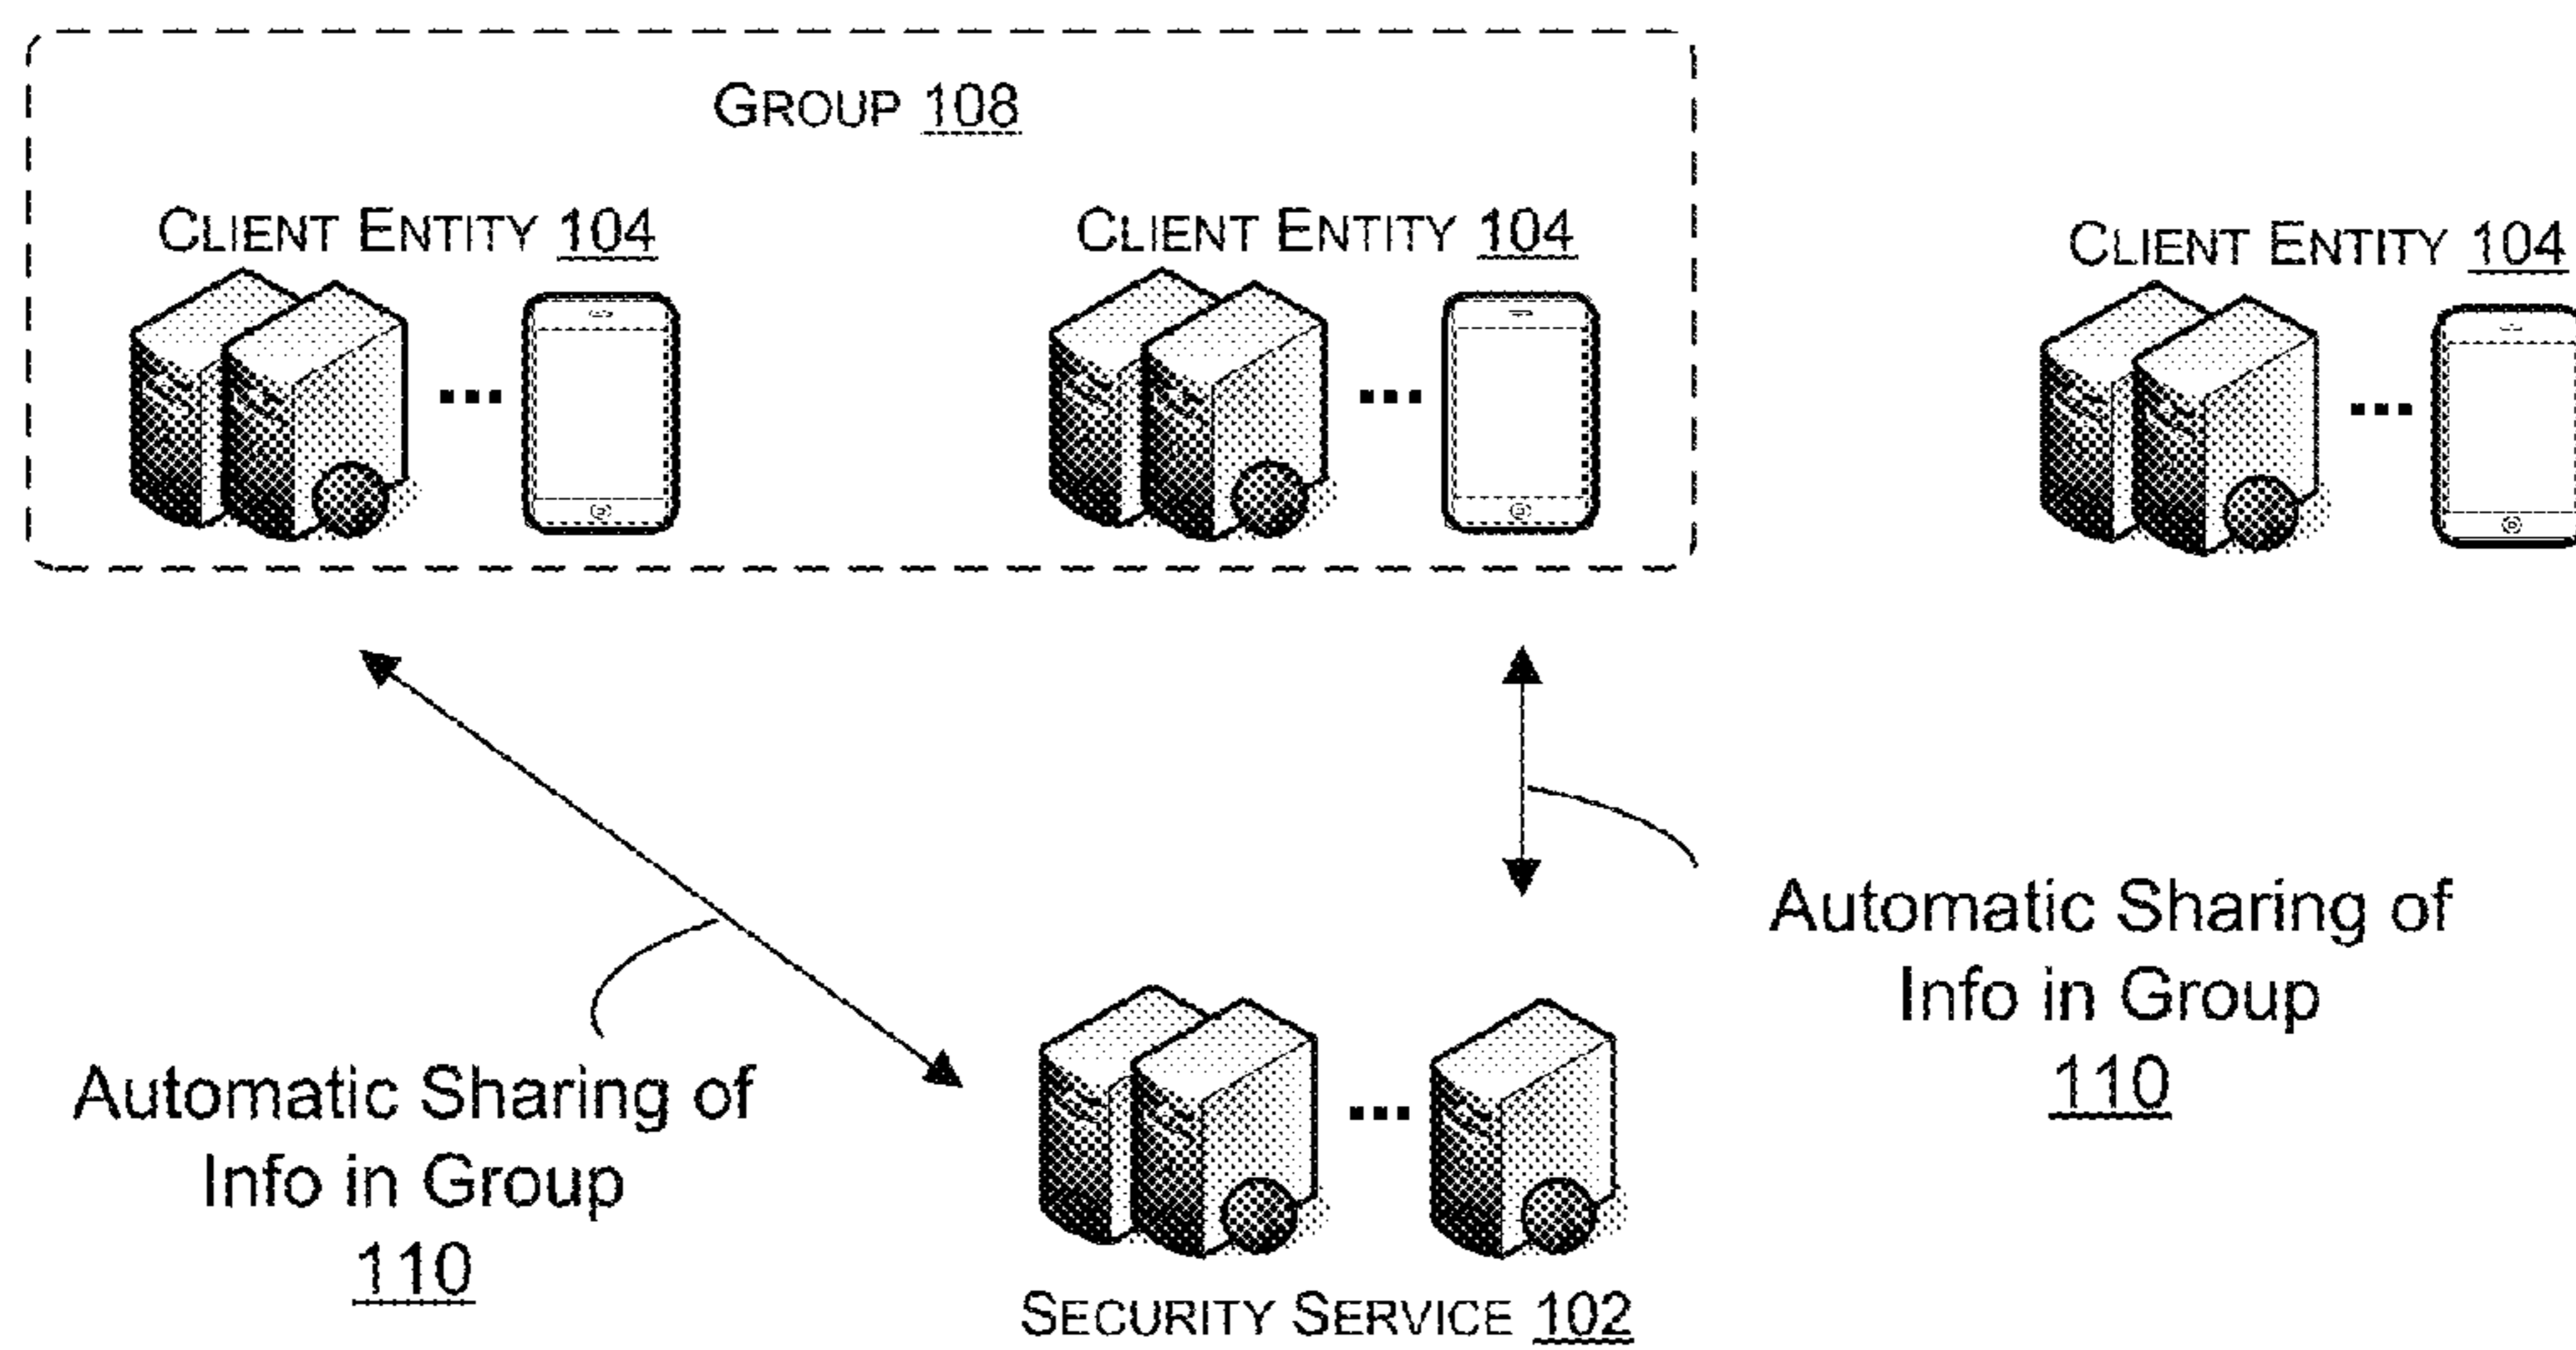 GROUP 108
CLIENT ENTITY 104
CLIENT ENTITY 104
CLIENT ENTITY 104
Automatic Sharing of
Info in Group
110
Automatic Sharing of
Info in Group
110
SECURITY SERVICE 102